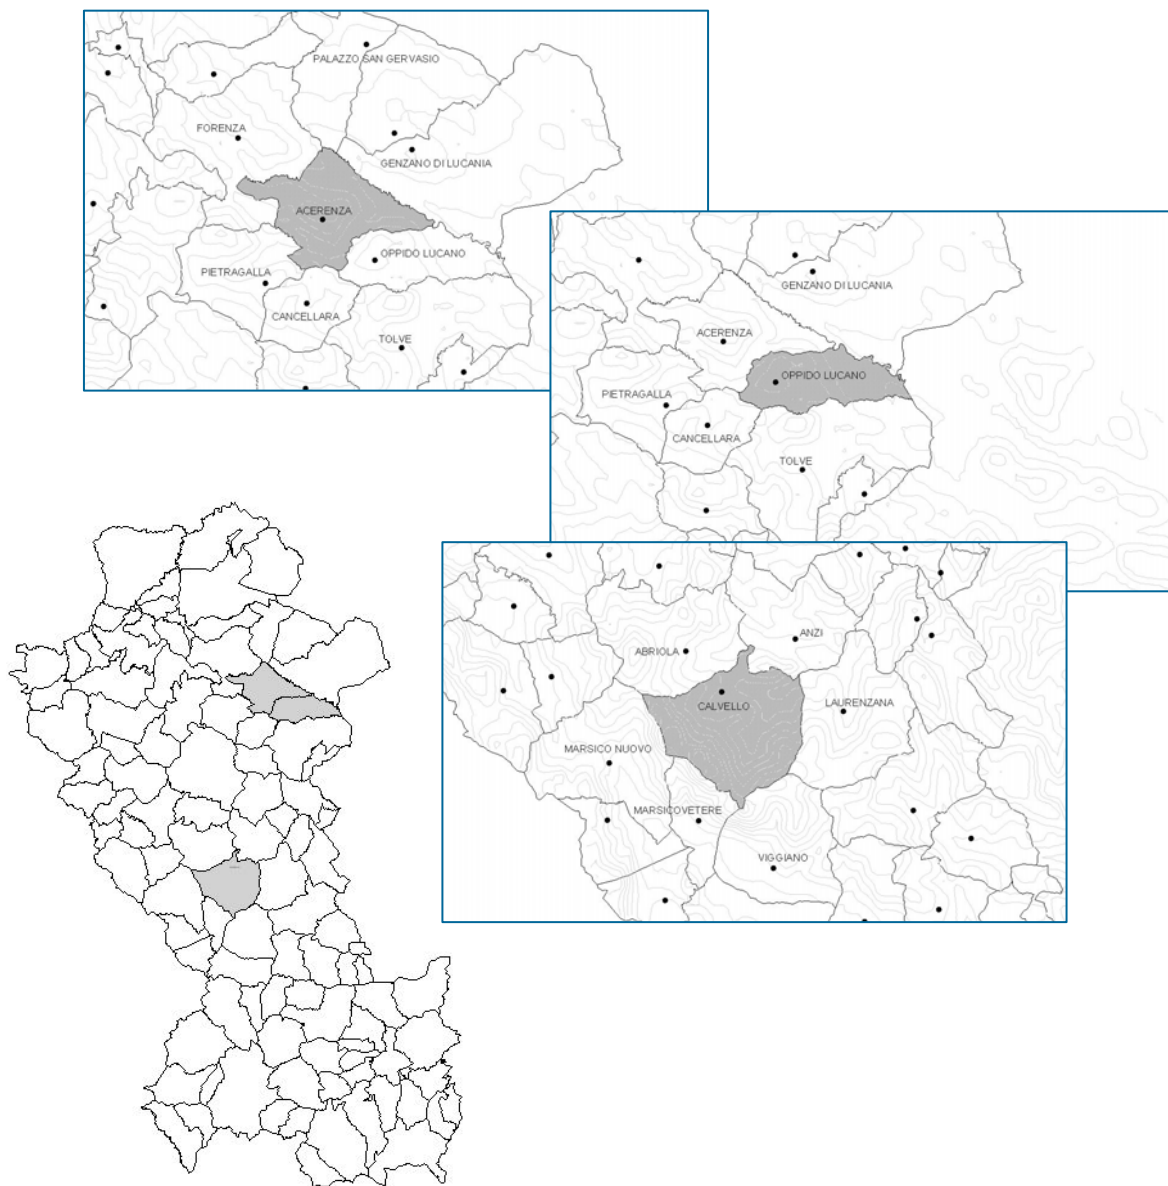 PALAZZO SAN GERVASIO
FORENZA
GENZANO DI LUCANIA
ACERENZA
OPPIDO LUCANO
PIETRAGALLA
CANCELLARA
TOLVE
GENZANO DI LUCANIA
ACERENZA
OPPIDO LUCANO
PIETRAGALLA
CANCELLARA
TOLVE
ANZI
ABRIOLA
CALVELLO
LAURENZANA
MARSICO NUOVO
MARSICOVETERE
VIGGIANO